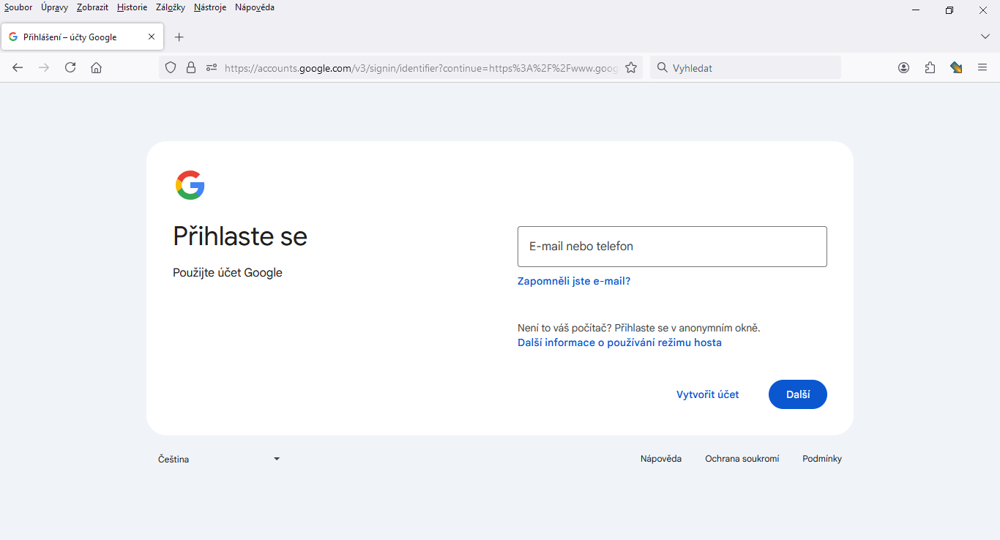 Soubor Úpravy Zobrazit Historie Záložky Nástroje Nápověda
Přihlášení – účty Google
https://accounts.google.com/v3/signin/identifier?continue=https%3A%2F%2Fwww.goog
Vyhledat
Přihlaste se
Použijte účet Google
E-mail nebo telefon
Zapomněli jste e-mail?
Není to váš počítač? Přihlaste se v anonymním okně.
Další informace o používání režimu hosta
Vytvořit účet Další
Čeština Nápověda Ochrana soukromí Podmínky